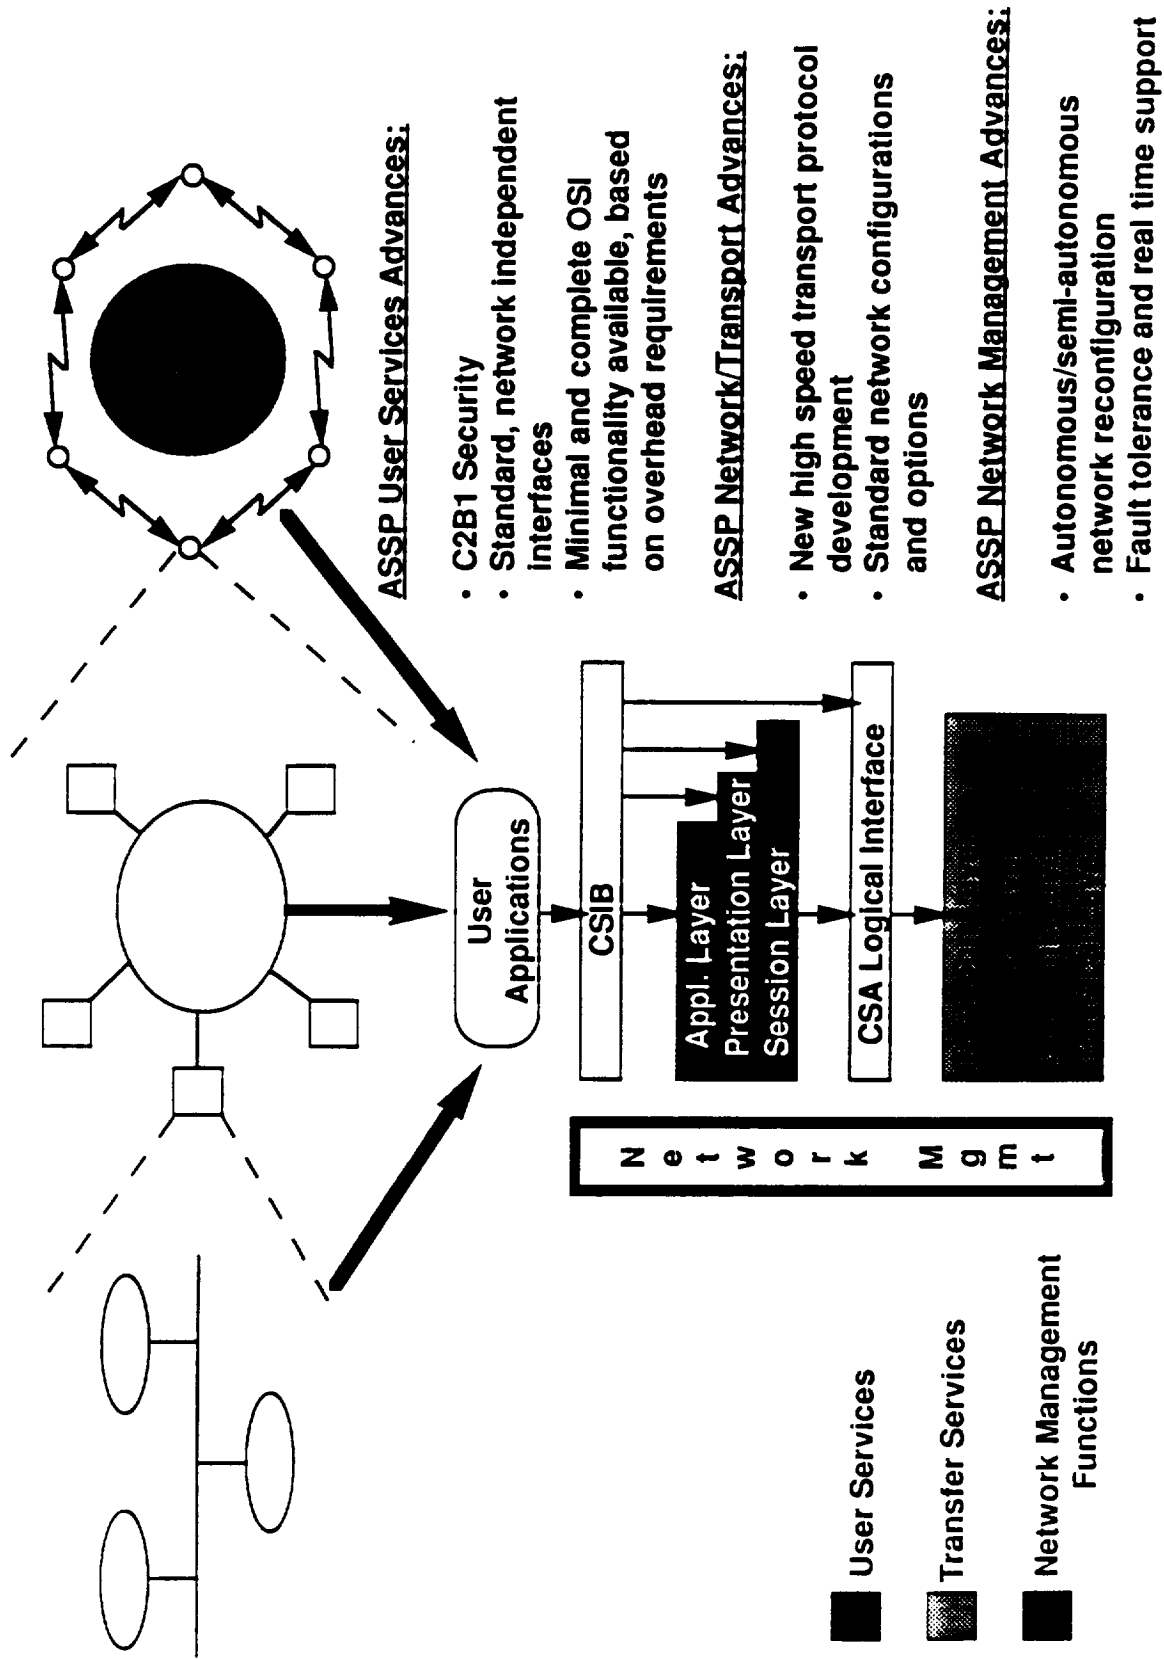 ASSP User Services Advances:
• C2B1 Security
• Standard, network independent
interfaces
• Minimal and complete OSI
functionality available, based
on overhead requirements
ASSP Network/Transport Advances:
• New high speed transport protocol
development
• Standard network configurations
and options
ASSP Network Management Advances:
• Autonomous/semi-autonomous
network reconfiguration
• Fault tolerance and real time support
User
Applications
CSIB
Appl. Layer
Presentation Layer
Session Layer
CSA Logical Interface
Network Mgmt
User Services
Transfer Services
Network Management
Functions